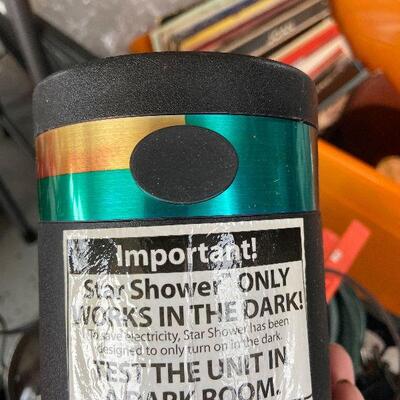 Important!
Star Shower™ ONLY
WORKS IN THE DARK!
To save electricity, Star Shower has been
designed to only turn on in the dark.
TEST THE UNIT IN
A DARK ROOM.